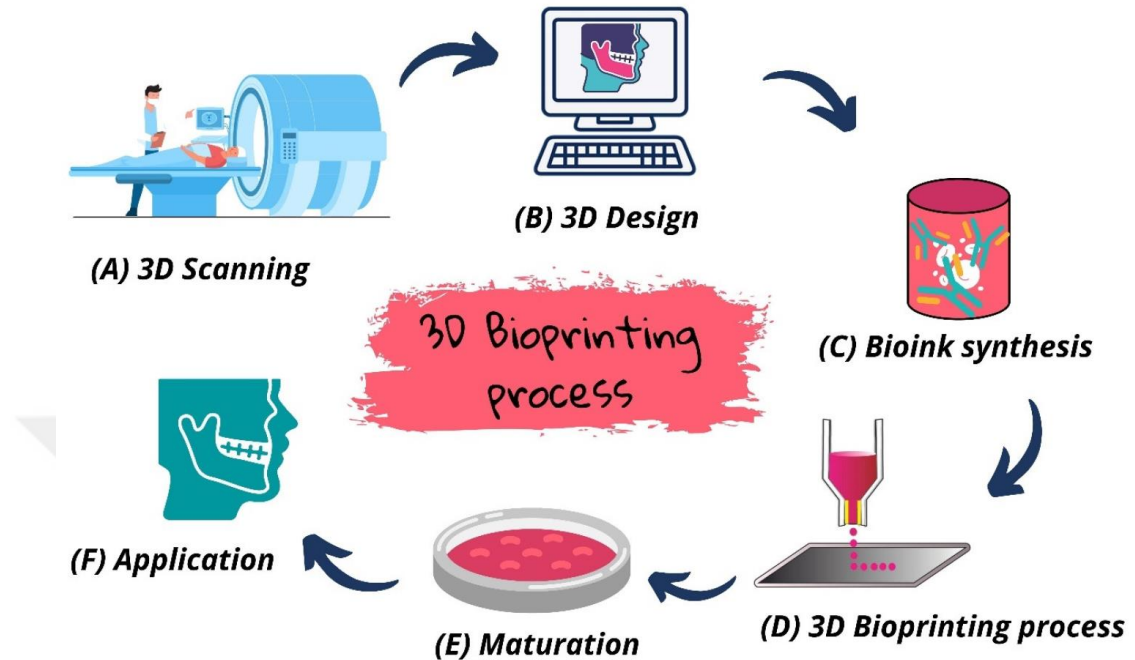 (A) 3D Scanning
(B) 3D Design
(C) Bioink synthesis
3D Bioprinting
process
(D) 3D Bioprinting process
(E) Maturation
(F) Application